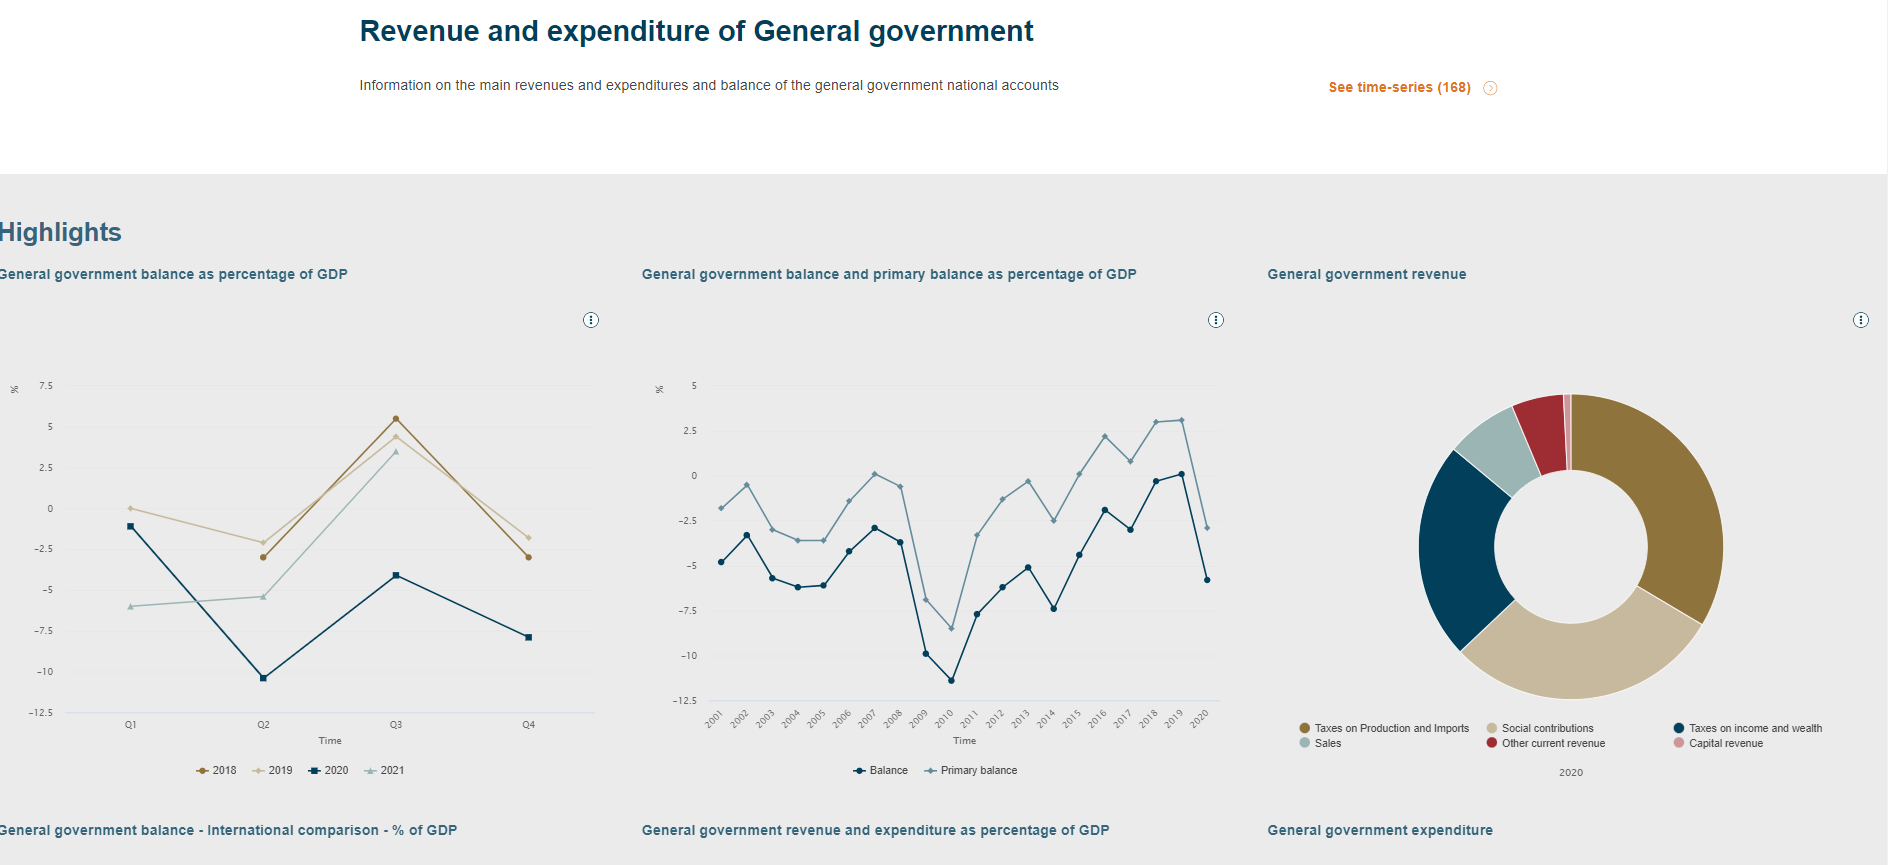 Revenue and expenditure of General government
Information on the main revenues and expenditures and balance of the general government national accounts
See time-series (168)
Highlights
General government balance as percentage of GDP
%
7.5
5
2.5
0
−2.5
−5
−7.5
−10
−12.5
Q1 Q2 Q3 Q4
Time
2018 2019 2020 2021
General government balance and primary balance as percentage of GDP
%
5
2.5
0
−2.5
−5
−7.5
−10
−12.5
2001 2002 2003 2004 2005 2006 2007 2008 2009 2010 2011 2012 2013 2014 2015 2016 2017 2018 2019 2020
Time
Balance Primary balance
General government revenue
Taxes on Production and Imports Social contributions Taxes on income and wealth
Sales Other current revenue Capital revenue
2020
General government balance - International comparison - % of GDP
General government revenue and expenditure as percentage of GDP
General government expenditure